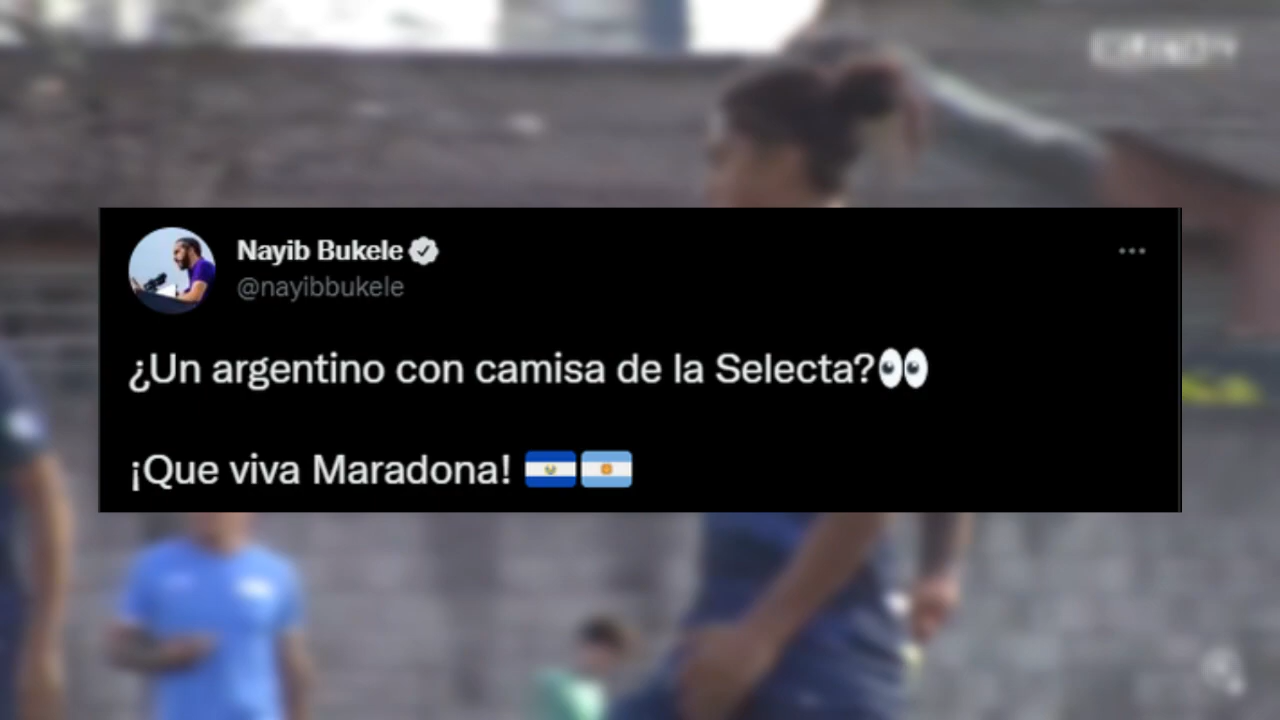 Nayib Bukele
@nayibbukele
¿Un argentino con camisa de la Selecta?👀
¡Que viva Maradona! 🇸🇻🇦🇷